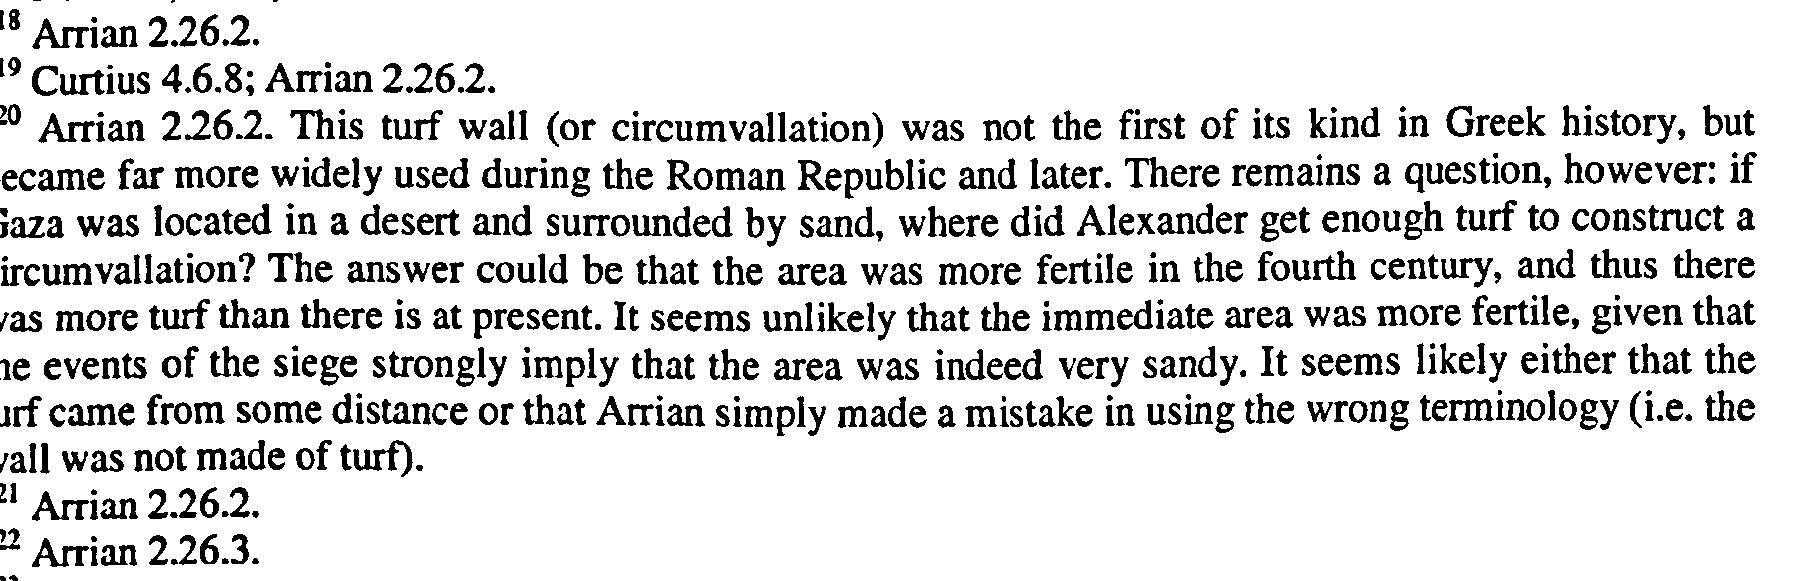 18 Arrian 2.26.2.
19 Curtius 4.6.8; Arrian 2.26.2.
20 Arrian 2.26.2. This turf wall (or circumvallation) was not the first of its kind in Greek history, but
ecame far more widely used during the Roman Republic and later. There remains a question, however: if
Gaza was located in a desert and surrounded by sand, where did Alexander get enough turf to construct a
ircumvallation? The answer could be that the area was more fertile in the fourth century, and thus there
was more turf than there is at present. It seems unlikely that the immediate area was more fertile, given that
he events of the siege strongly imply that the area was indeed very sandy. It seems likely either that the
urf came from some distance or that Arrian simply made a mistake in using the wrong terminology (i.e. the
wall was not made of turf).
21 Arrian 2.26.2.
22 Arrian 2.26.3.